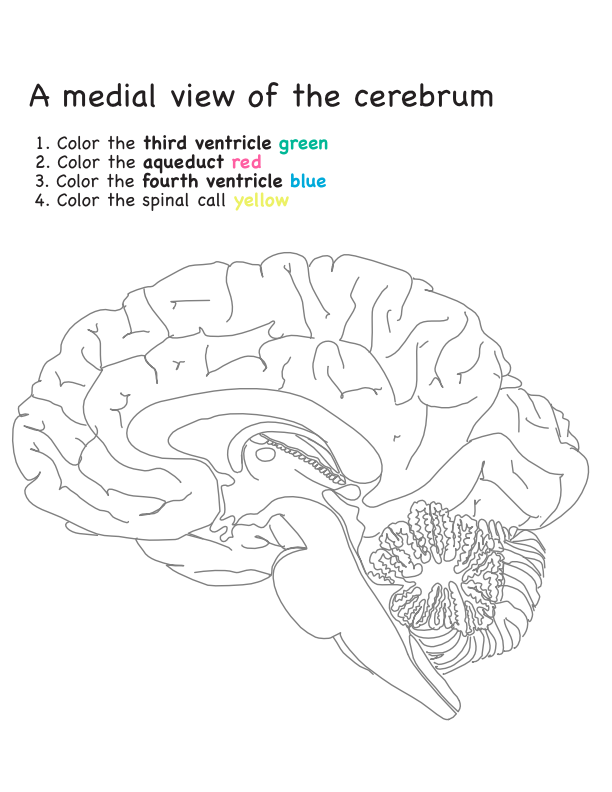 A medial view of the cerebrum
1. Color the third ventricle green
2. Color the aqueduct red
3. Color the fourth ventricle blue
4. Color the spinal call yellow